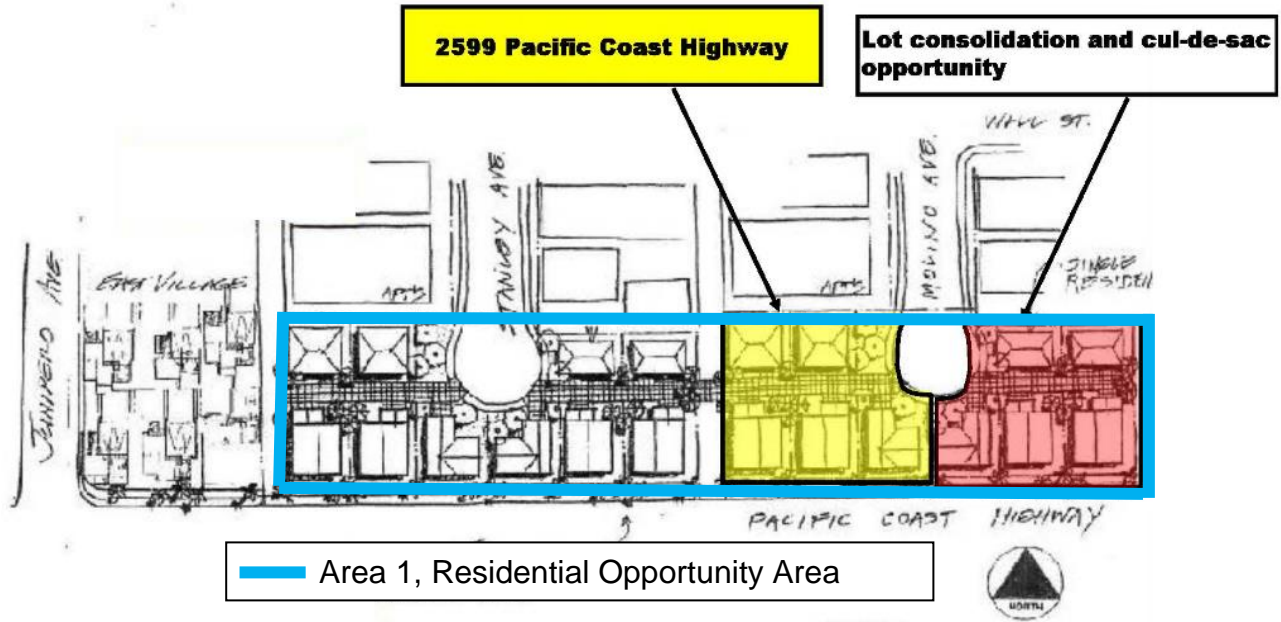 2599 Pacific Coast Highway
Lot consolidation and cul-de-sac
opportunity
WALL ST.
STANLEY AVE.
MOLINO AVE.
JUNIPERO AVE.
EAST VILLAGE
APTS
APTS
SINGLE
RESIDEN
PACIFIC COAST HIGHWAY
Area 1, Residential Opportunity Area
NORTH